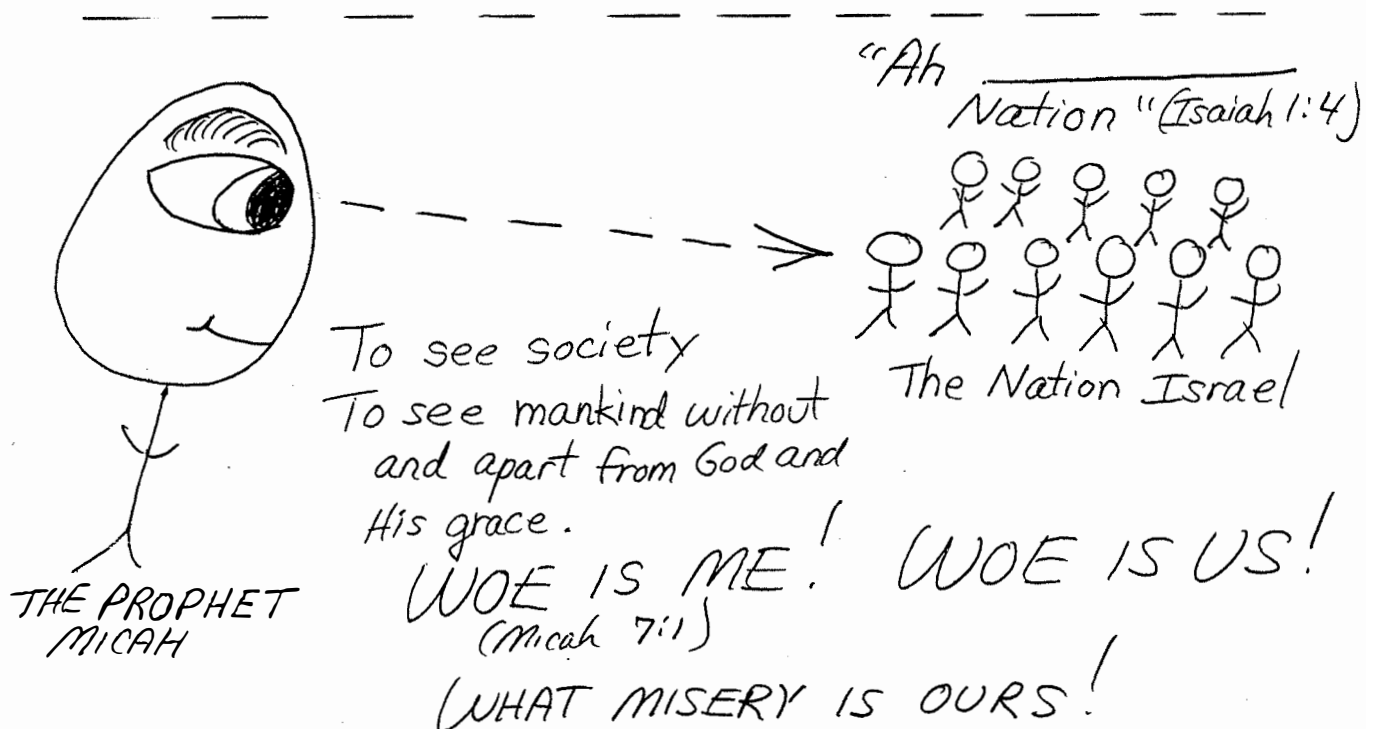 "Ah ____________
Nation" (Isaiah 1:4)
The Nation Israel
To see society
To see mankind without
and apart from God and
His grace.
WOE IS ME! WOE IS US!
(Micah 7:1)
(WHAT MISERY IS OURS!
THE PROPHET
MICAH